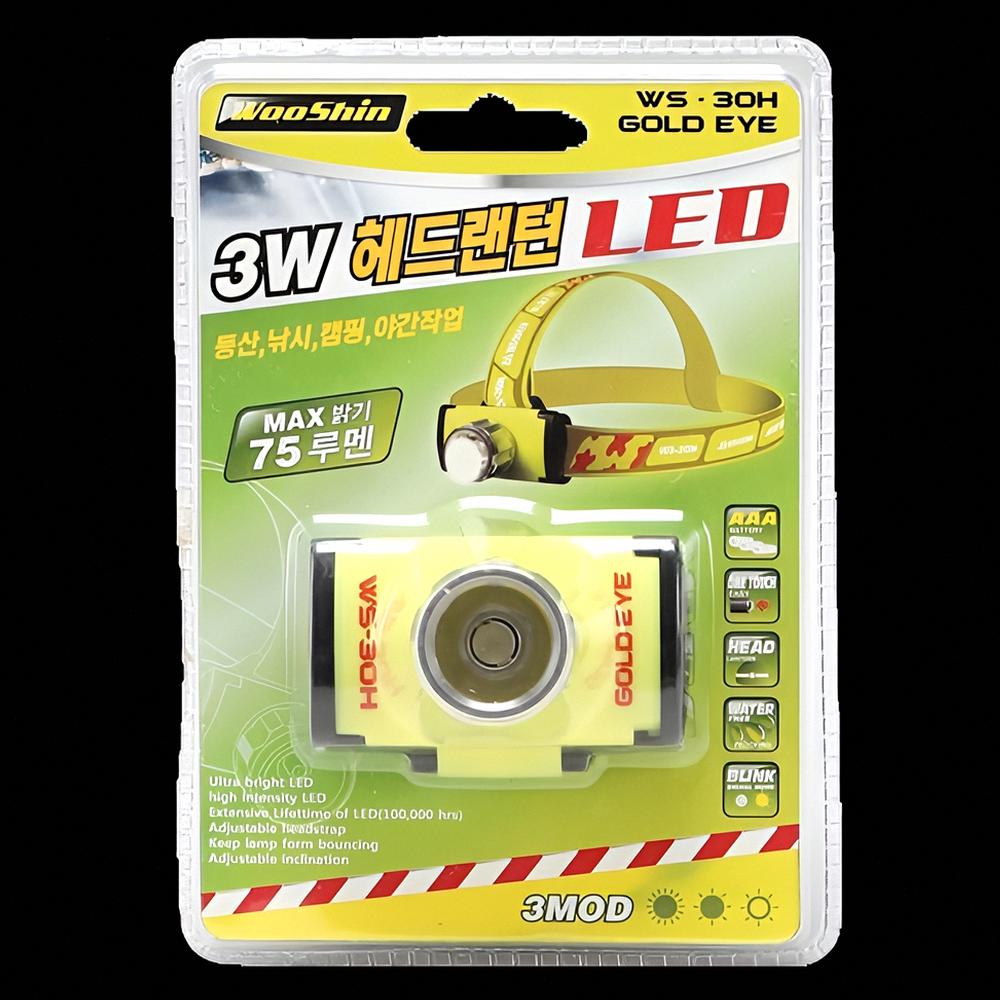 WooShin
WS · 30H
GOLD EYE
3W 헤드랜턴 LED
등산, 낚시, 캠핑, 야간작업
MAX 밝기
75 루멘
WS-30H
GOLD EYE
AAA
BATTERY
HEAD
WATER
BLINK
Ultra bright LED
high Intensity LED
Extensive Lifetime of LED(100,000 hrs)
Adjustable headstrap
Keep lamp form bouncing
Adjustable Inclination
3MOD